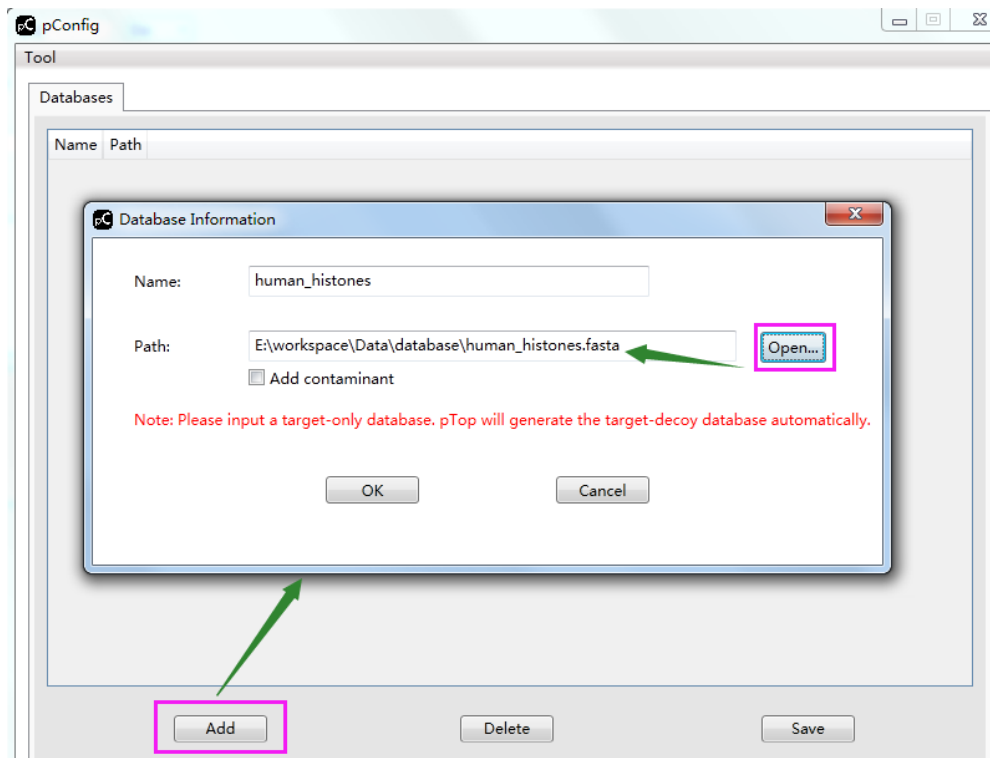 pC pConfig
Tool
Databases
Name Path
pC Database Information
Name: human_histones
Path: E:\workspace\Data\database\human_histones.fasta Open...
Add contaminant
Note: Please input a target-only database. pTop will generate the target-decoy database automatically.
OK Cancel
Add Delete Save